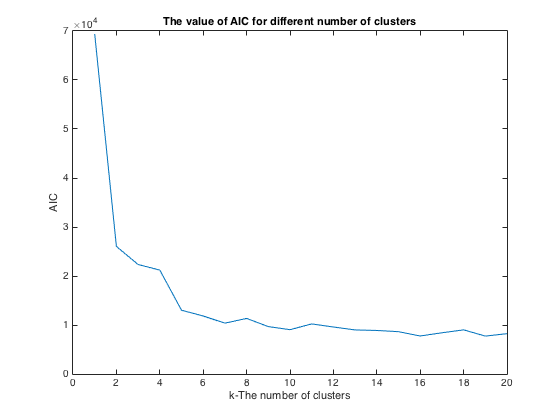 The value of AIC for different number of clusters
×10^4
7
6
5
4
3
2
1
0
AIC
0 2 4 6 8 10 12 14 16 18 20
k-The number of clusters